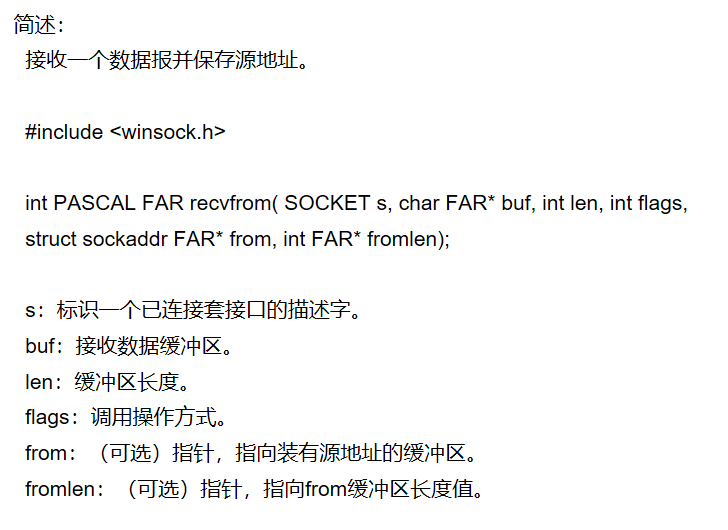 简述：
接收一个数据报并保存源地址。
#include <winsock.h>
int PASCAL FAR recvfrom( SOCKET s, char FAR* buf, int len, int flags,
struct sockaddr FAR* from, int FAR* fromlen);
s：标识一个已连接套接口的描述字。
buf：接收数据缓冲区。
len：缓冲区长度。
flags：调用操作方式。
from：（可选）指针，指向装有源地址的缓冲区。
fromlen：（可选）指针，指向from缓冲区长度值。